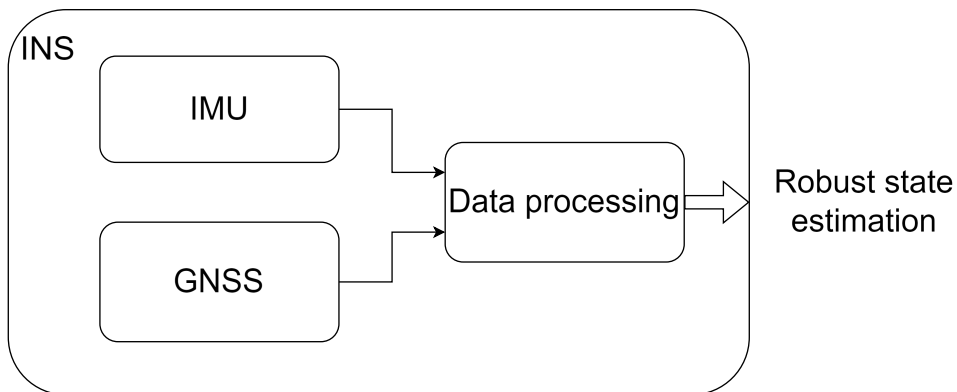 INS
IMU
GNSS
Data processing
Robust state
estimation